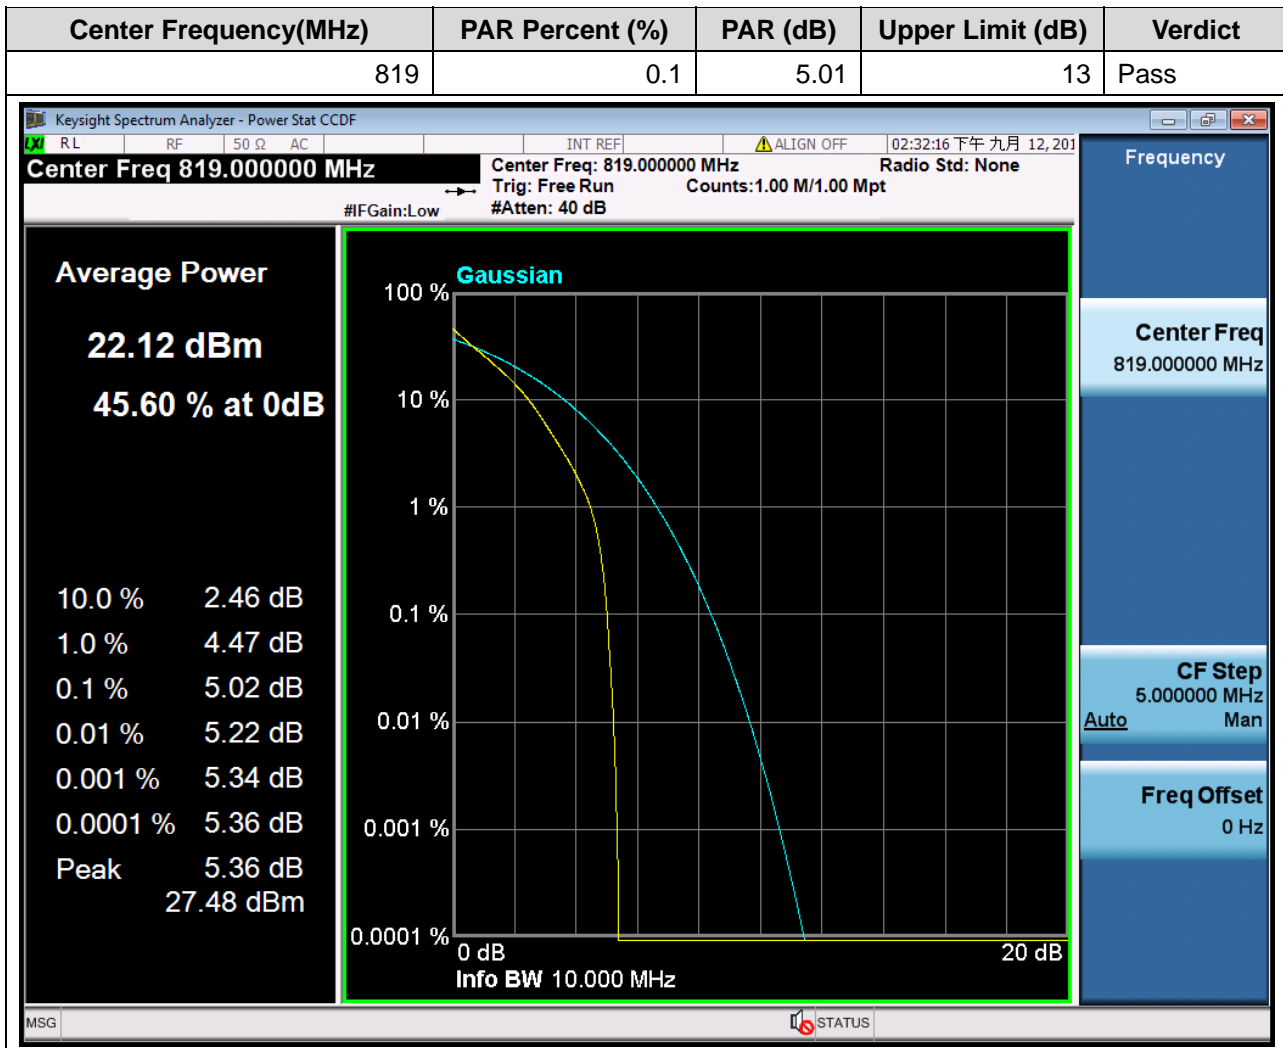 Center Frequency(MHz) PAR Percent (%) PAR (dB) Upper Limit (dB) Verdict
819 0.1 5.01 13 Pass
Keysight Spectrum Analyzer - Power Stat CCDF
LXI RL RF 50 Ω AC INT REF ALIGN OFF 02:32:16 下午 九月 12, 201
Center Freq 819.000000 MHz
Center Freq: 819.000000 MHz Radio Std: None
Trig: Free Run Counts:1.00 M/1.00 Mpt
#IFGain:Low #Atten: 40 dB
Average Power
22.12 dBm
45.60 % at 0dB
10.0 % 2.46 dB
1.0 % 4.47 dB
0.1 % 5.02 dB
0.01 % 5.22 dB
0.001 % 5.34 dB
0.0001 % 5.36 dB
Peak 5.36 dB
27.48 dBm
Gaussian
100 %
10 %
1 %
0.1 %
0.01 %
0.001 %
0.0001 %
0 dB 20 dB
Info BW 10.000 MHz
Frequency
Center Freq
819.000000 MHz
CF Step
5.000000 MHz
Auto Man
Freq Offset
0 Hz
MSG STATUS